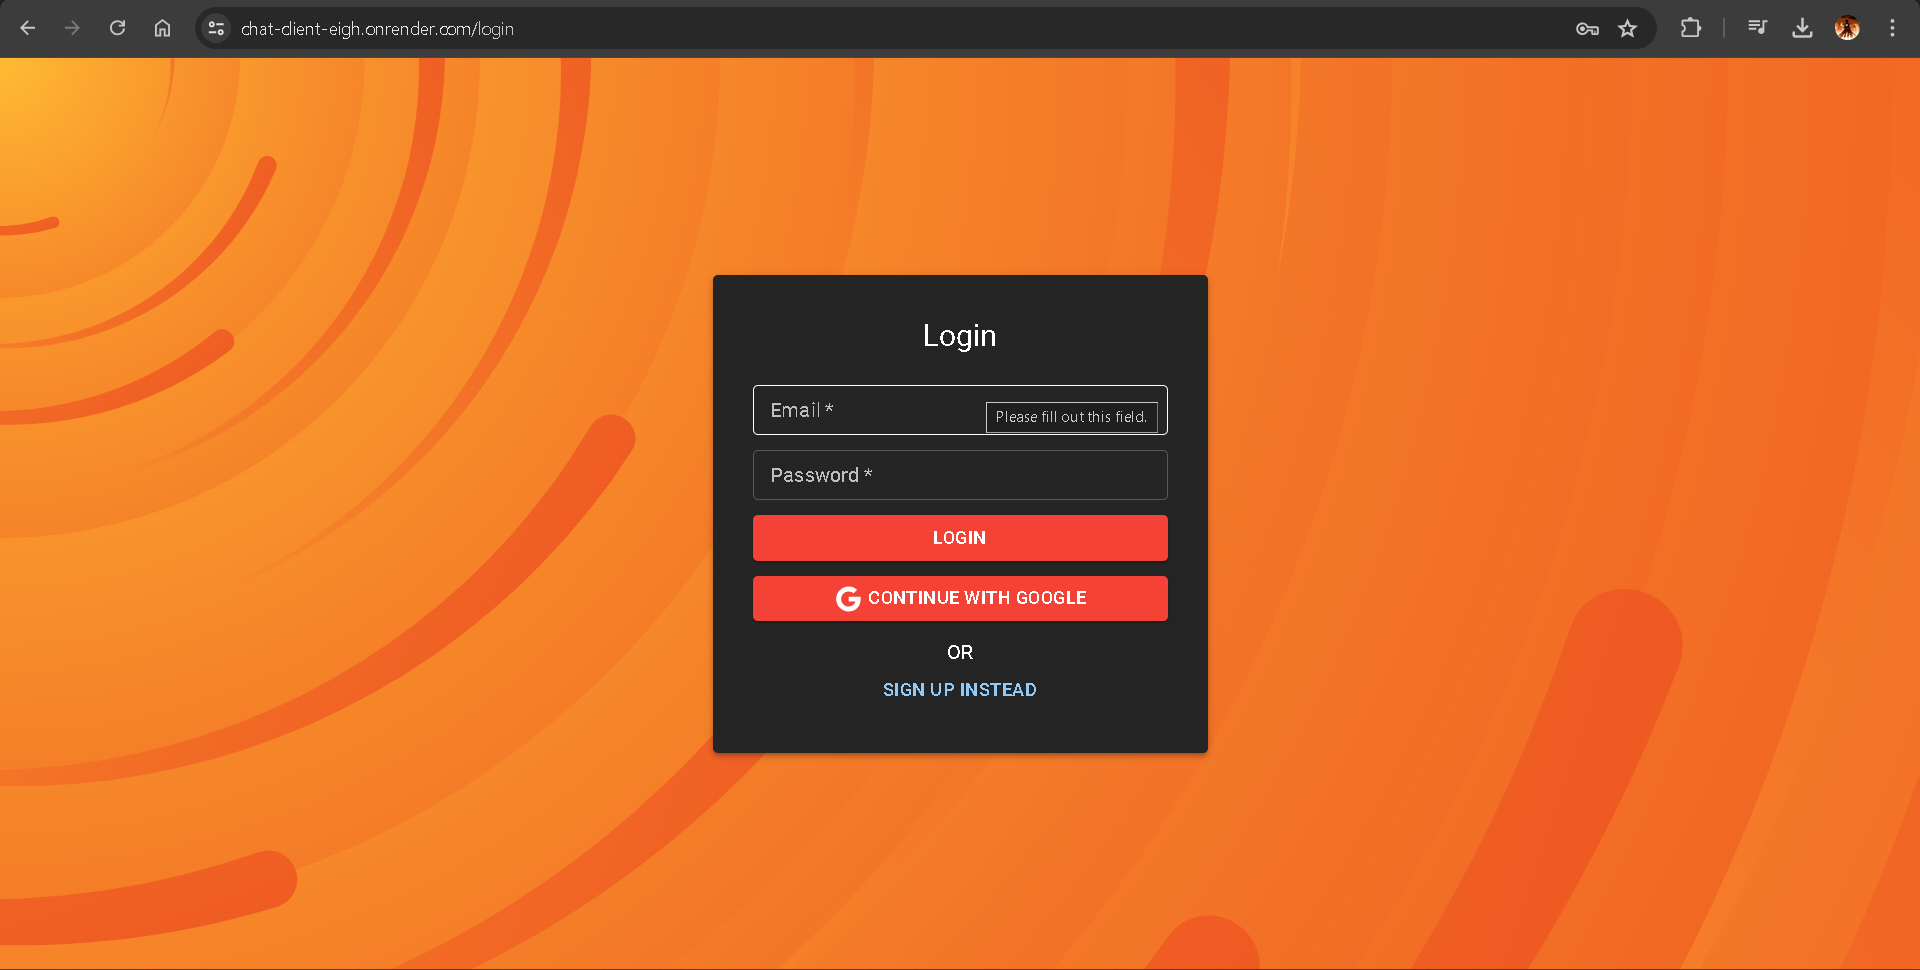 chat-client-eigh.onrender.com/login
Login
Email *
Please fill out this field.
Password *
LOGIN
CONTINUE WITH GOOGLE
OR
SIGN UP INSTEAD